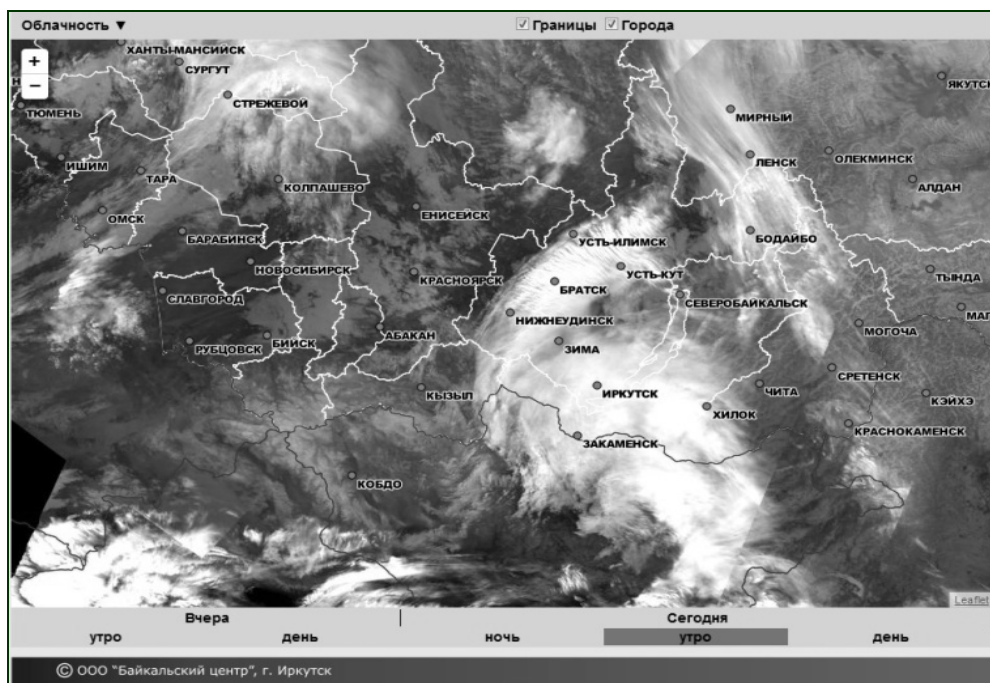 Облачность ▼ Границы Города
+
−
ХАНТЫ-МАНСИЙСК
СУРГУТ
СТРЕЖЕВОЙ
ТЮМЕНЬ
ИШИМ
ТАРА
ОМСК
КОЛПАШЕВО
ЕНИСЕЙСК
БАРАБИНСК
НОВОСИБИРСК
КРАСНОЯРСК
СЛАВГОРОД
РУБЦОВСК
БИЙСК
АБАКАН
КЫЗЫЛ
КОБДО
ЯКУТСК
МИРНЫЙ
ЛЕНСК
ОЛЕКМИНСК
АЛДАН
БОДАЙБО
УСТЬ-ИЛИМСК
УСТЬ-КУТ
БРАТСК
СЕВЕРОБАЙКАЛЬСК
ТЫНДА
НИЖНЕУДИНСК
МОГОЧА
МАГ
ЗИМА
СРЕТЕНСК
ИРКУТСК
ЧИТА
КЭЙХЭ
ХИЛОК
КРАСНОКАМЕНСК
ЗАКАМЕНСК
Leaflet
Вчера Сегодня
утро день ночь утро день
© ООО "Байкальский центр", г. Иркутск